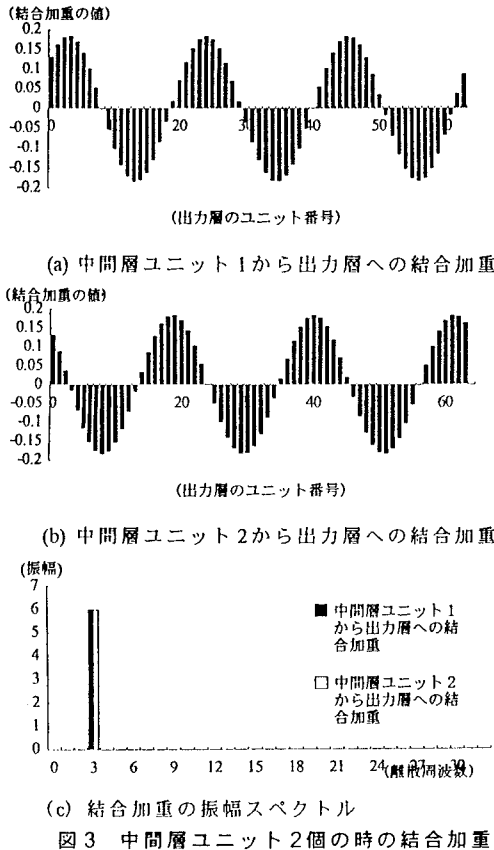 (結合加重の値)
0.2
0.15
0.1
0.05
0
-0.05
-0.1
-0.15
-0.2
0 20 40
(出力層のユニット番号)
(a) 中間層ユニット1から出力層への結合加重
(結合加重の値)
0.2
0.15
0.1
0.05
0
-0.05
-0.1
-0.15
-0.2
0 20 40 60
(出力層のユニット番号)
(b) 中間層ユニット2から出力層への結合加重
(振幅)
7
6
5
4
3
2
1
0
0 3 6 9 12 15 18 21 24 27 30
(離散周波数)
中間層ユニット1
から出力層への結
合加重
中間層ユニット2
から出力層への結
合加重
(c) 結合加重の振幅スペクトル
図3 中間層ユニット2個の時の結合加重